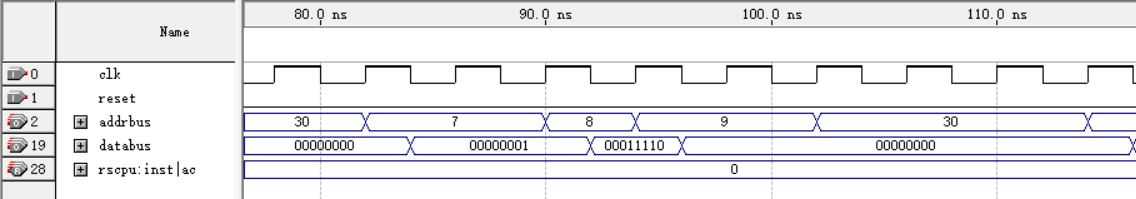 80.0 ns 90.0 ns 100.0 ns 110.0 ns
Name
0 clk
1 reset
2 addrbus 30 7 8 9 30
19 databus 00000000 00000001 00011110 00000000
28 rscpu:inst|ac 0